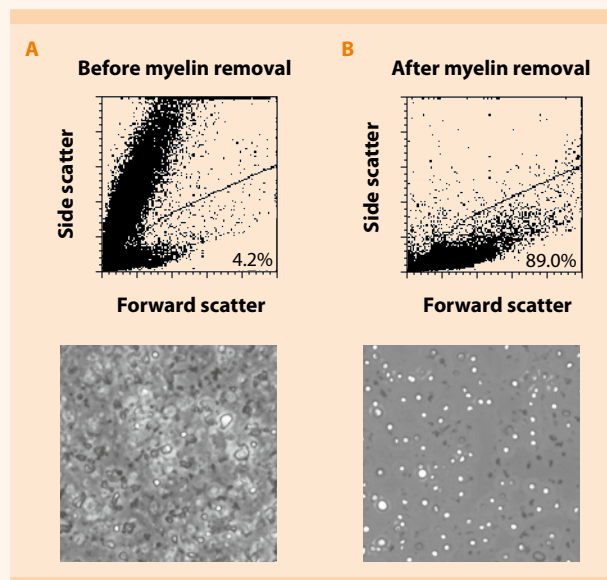 A
Before myelin removal
Side scatter
4.2%
Forward scatter
B
After myelin removal
Side scatter
89.0%
Forward scatter